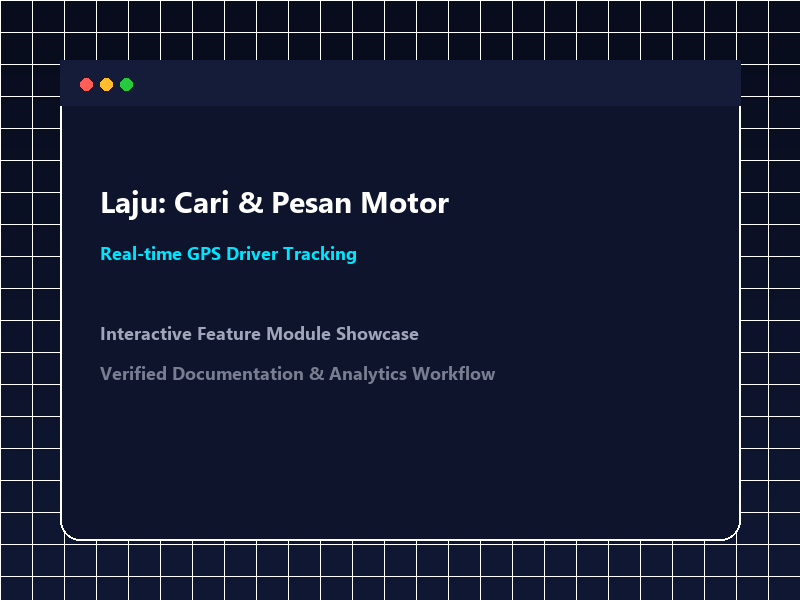 Laju: Cari & Pesan Motor
Real-time GPS Driver Tracking
Interactive Feature Module Showcase
Verified Documentation & Analytics Workflow